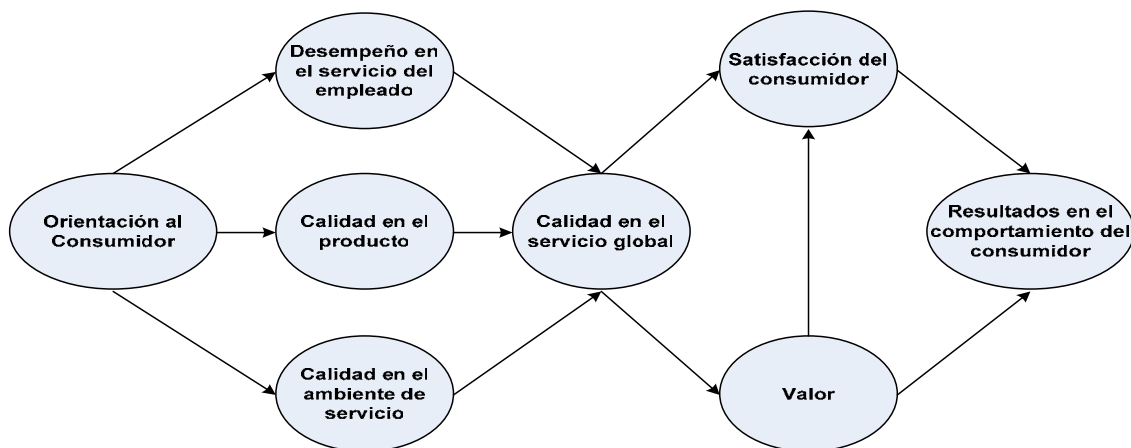 Desempeño en
el servicio del
empleado
Satisfacción del
consumidor
Orientación al
Consumidor
Calidad en el
producto
Calidad en el
servicio global
Resultados en el
comportamiento del
consumidor
Calidad en el
ambiente de
servicio
Valor